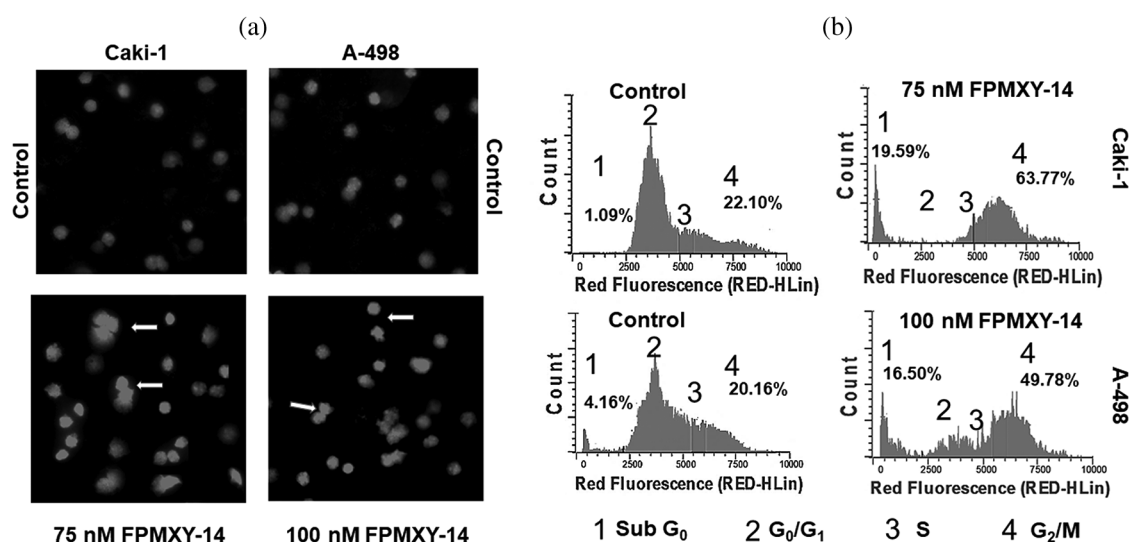 (a)
Caki-1
A-498
Control
Control
75 nM FPMXY-14
100 nM FPMXY-14
(b)
Control
2
1
1.09%
3
4
22.10%
Count
0
2500
5000
7500
10000
Red Fluorescence (RED-HLin)
75 nM FPMXY-14
1
19.59%
2
3
4
63.77%
Count
0
2500
5000
7500
10000
Red Fluorescence (RED-HLin)
Caki-1
Control
2
1
4.16%
3
4
20.16%
Count
0
2500
5000
7500
10000
Red Fluorescence (RED-HLin)
100 nM FPMXY-14
1
16.50%
2
3
4
49.78%
Count
0
2500
5000
7500
10000
Red Fluorescence (RED-HLin)
A-498
1 Sub G₀ 2 G₀/G₁ 3 S 4 G₂/M